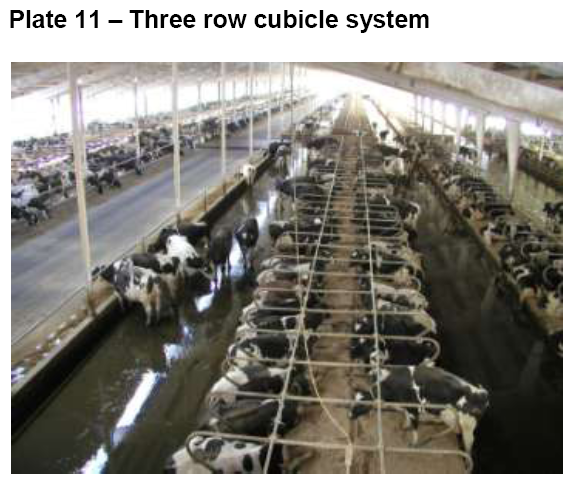 Plate 11 – Three row cubicle system